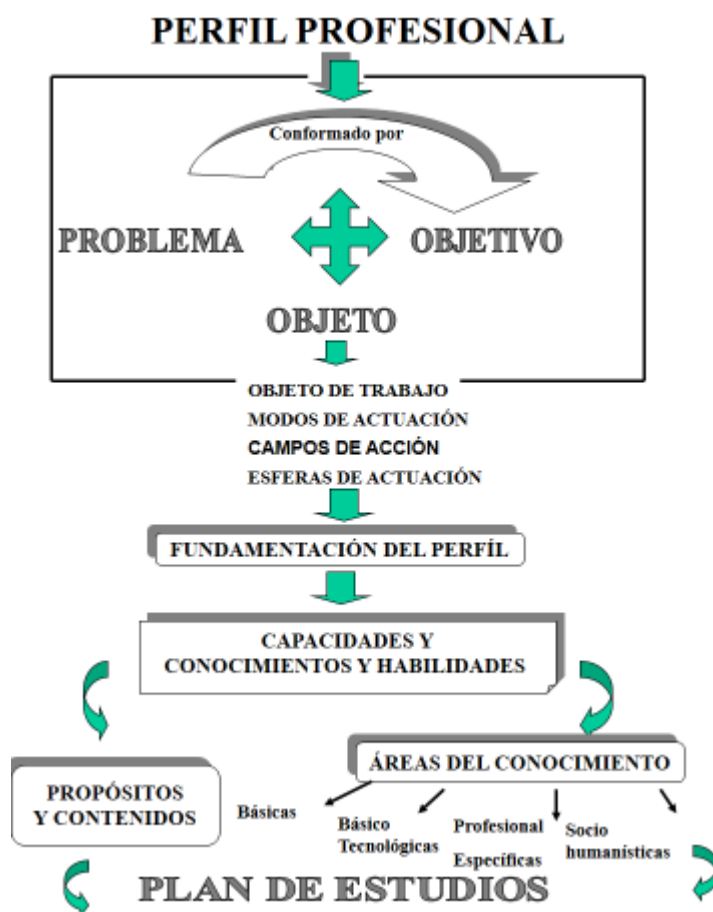 PERFIL PROFESIONAL
Conformado por
PROBLEMA
OBJETIVO
OBJETO
OBJETO DE TRABAJO
MODOS DE ACTUACIÓN
CAMPOS DE ACCIÓN
ESFERAS DE ACTUACIÓN
FUNDAMENTACIÓN DEL PERFÍL
CAPACIDADES Y
CONOCIMIENTOS Y HABILIDADES
PROPÓSITOS
Y CONTENIDOS
ÁREAS DEL CONOCIMIENTO
Básicas
Básico
Tecnológicas
Profesional
Específicas
Socio
humanísticas
PLAN DE ESTUDIOS